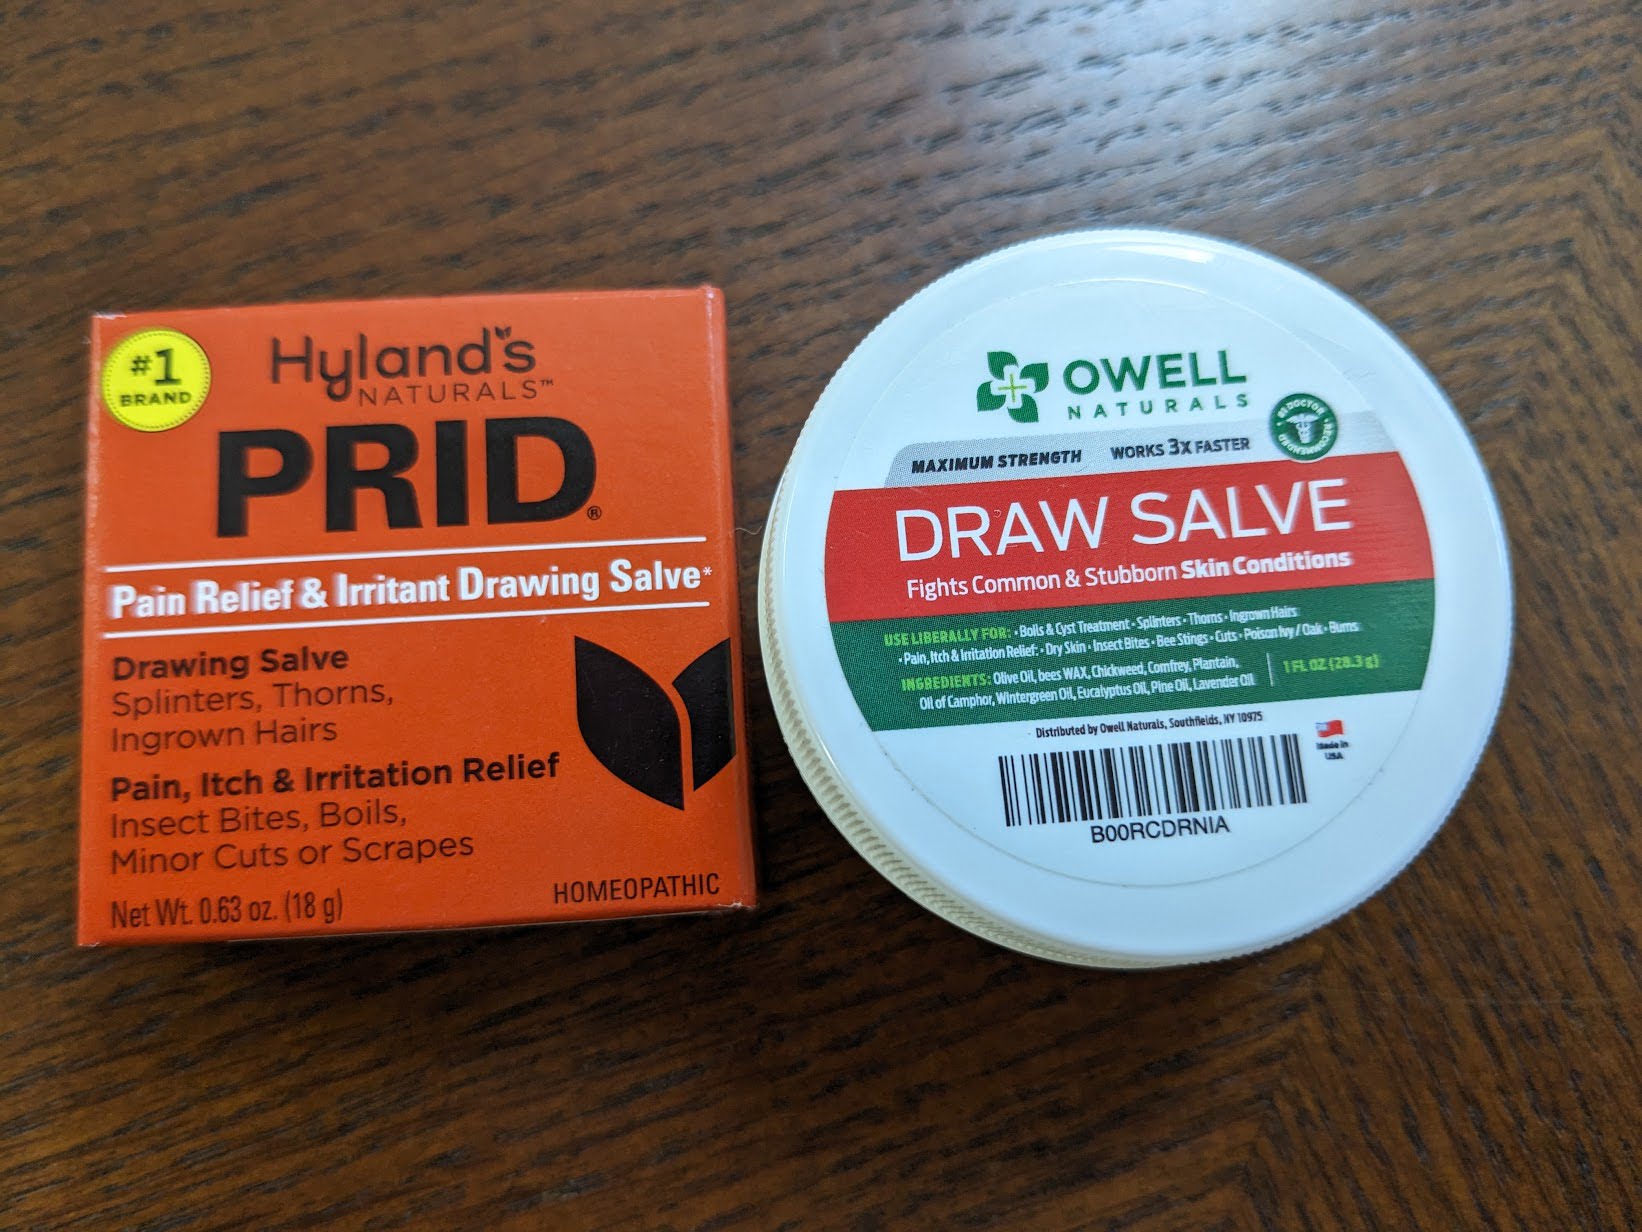 #1
BRAND
Hyland's
NATURALS™
PRID®
Pain Relief & Irritant Drawing Salve*
Drawing Salve
Splinters, Thorns,
Ingrown Hairs
Pain, Itch & Irritation Relief
Insect Bites, Boils,
Minor Cuts or Scrapes
Net Wt. 0.63 oz. (18 g)
HOMEOPATHIC
OWELL
NATURALS
MAXIMUM STRENGTH WORKS 3X FASTER
#1 DOCTOR RECOMMENDED
DRAW SALVE
Fights Common & Stubborn Skin Conditions
USE LIBERALLY FOR: • Boils & Cyst Treatment • Splinters • Thorns • Ingrown Hairs
• Pain, Itch & Irritation Relief: • Dry Skin • Insect Bites • Bee Stings • Cuts • Poison Ivy / Oak • Burns
INGREDIENTS: Olive Oil, bees WAX, Chickweed, Comfrey, Plantain,
Oil of Camphor, Wintergreen Oil, Eucalyptus Oil, Pine Oil, Lavender Oil
1 FL OZ (28.3 g)
Distributed by Owell Naturals, Southfields, NY 10975
Made in
USA
B00RCDRNIA